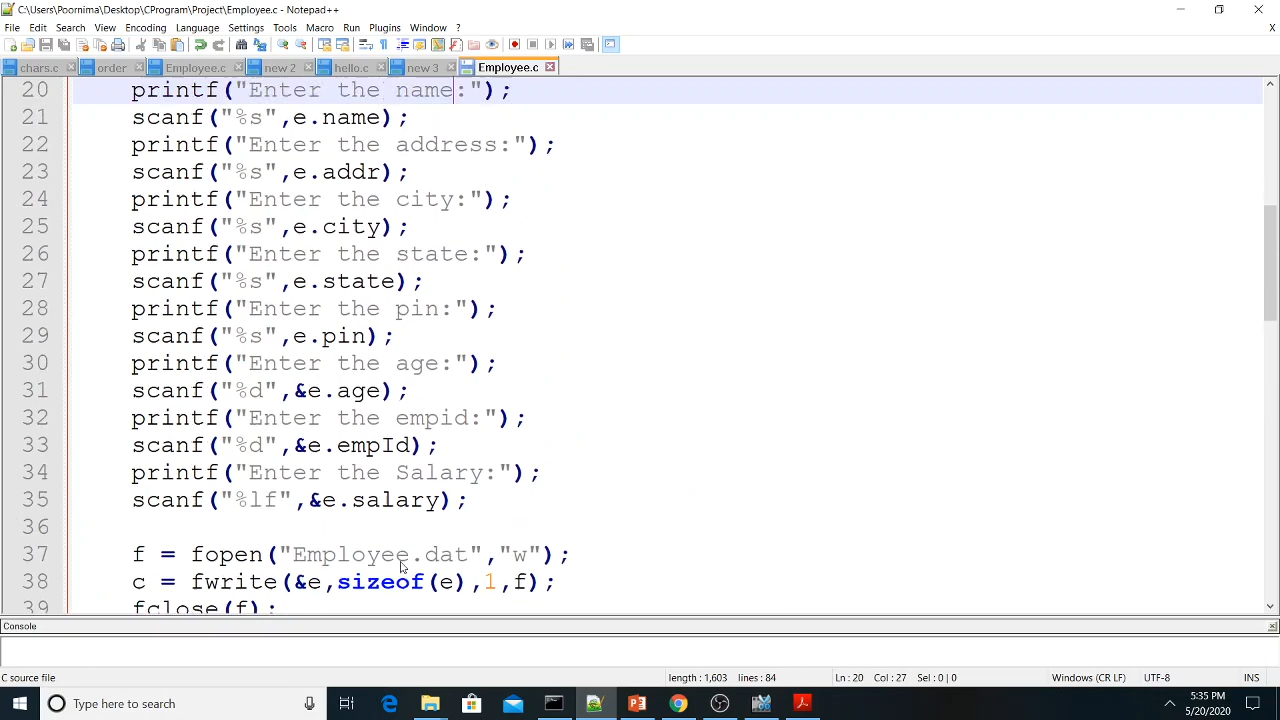 C:\Users\Poornima\Desktop\CProgram\Project\Employee.c - Notepad++
File Edit Search View Encoding Language Settings Tools Macro Run Plugins Window ? X
chars.c order Employee.c new 2 hello.c new 3 Employee.c
20 printf("Enter the name:");
21 scanf("%s",e.name);
22 printf("Enter the address:");
23 scanf("%s",e.addr);
24 printf("Enter the city:");
25 scanf("%s",e.city);
26 printf("Enter the state:");
27 scanf("%s",e.state);
28 printf("Enter the pin:");
29 scanf("%s",e.pin);
30 printf("Enter the age:");
31 scanf("%d",&e.age);
32 printf("Enter the empid:");
33 scanf("%d",&e.empId);
34 printf("Enter the Salary:");
35 scanf("%lf",&e.salary);
36
37 f = fopen("Employee.dat","w");
38 c = fwrite(&e,sizeof(e),1,f);
39 fclose(f);
Console
C source file length : 1,603 lines : 84 Ln : 20 Col : 27 Sel : 0 | 0 Windows (CR LF) UTF-8 INS
Type here to search
5:35 PM
5/20/2020